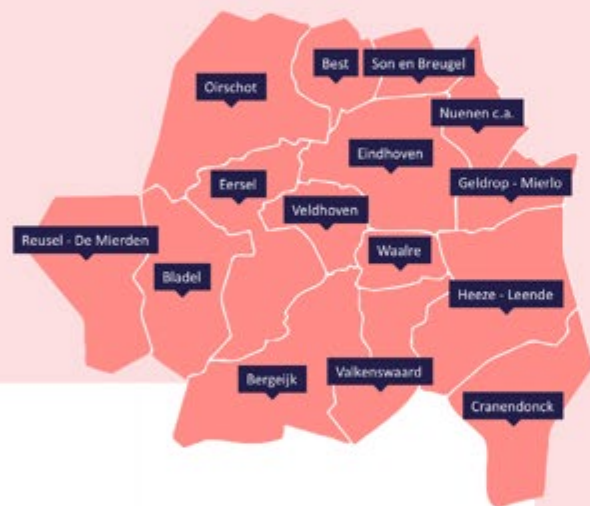 Best
Son en Breugel
Oirschot
Nuenen c.a.
Eindhoven
Eersel
Geldrop - Mierlo
Veldhoven
Reusel - De Mierden
Waalre
Bladel
Heeze - Leende
Bergeijk
Valkenswaard
Cranendonck